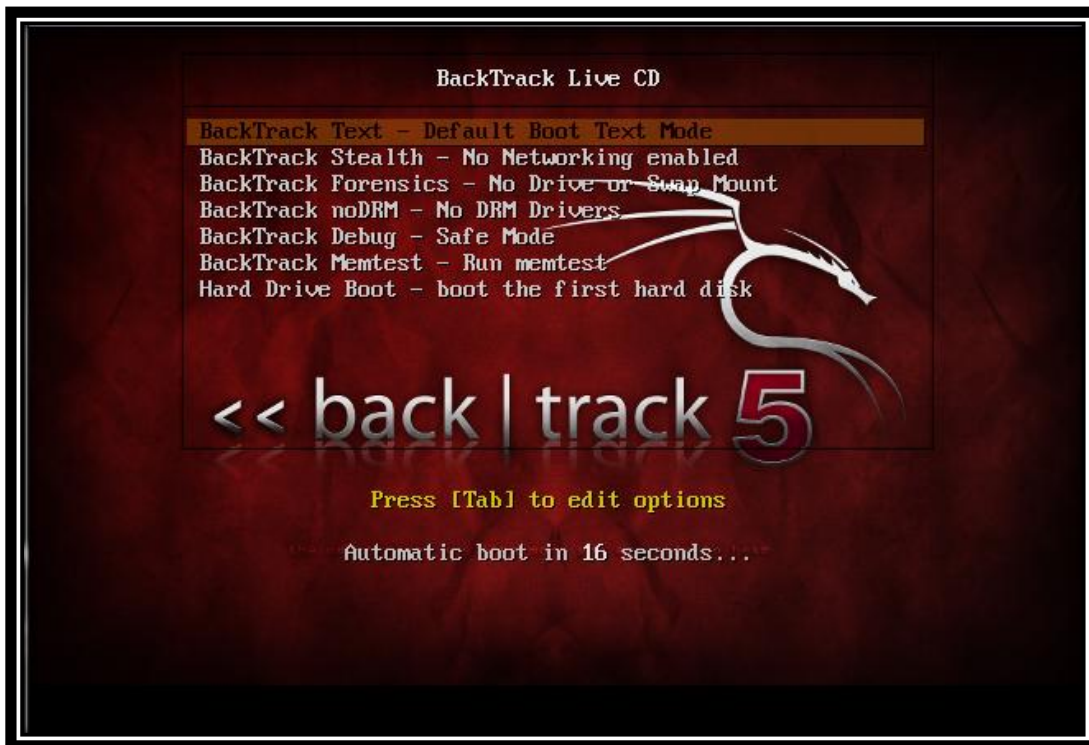 BackTrack Live CD
BackTrack Text - Default Boot Text Mode
BackTrack Stealth - No Networking enabled
BackTrack Forensics - No Drive or Swap Mount
BackTrack noDRM - No DRM Drivers
BackTrack Debug - Safe Mode
BackTrack Memtest - Run memtest
Hard Drive Boot - boot the first hard disk
<< back | track 5
Press [Tab] to edit options
Automatic boot in 16 seconds...